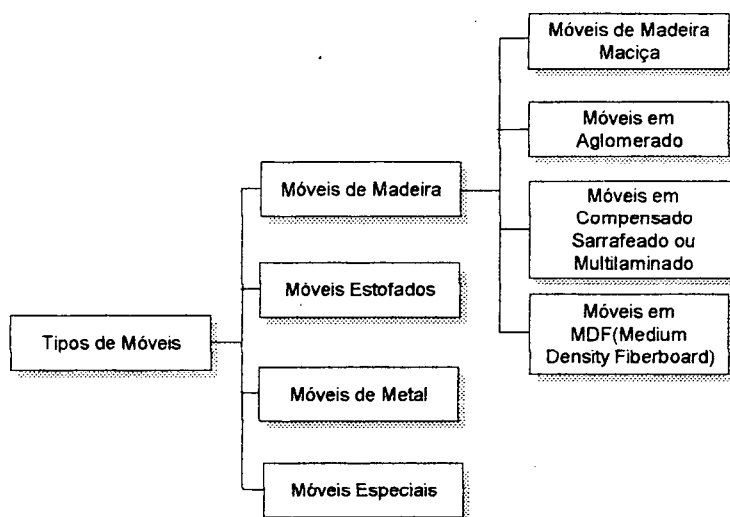 Tipos de Móveis
Móveis de Madeira
Móveis Estofados
Móveis de Metal
Móveis Especiais
Móveis de Madeira
Maciça
Móveis em
Aglomerado
Móveis em
Compensado
Sarrafeado ou
Multilaminado
Móveis em
MDF(Medium
Density Fiberboard)